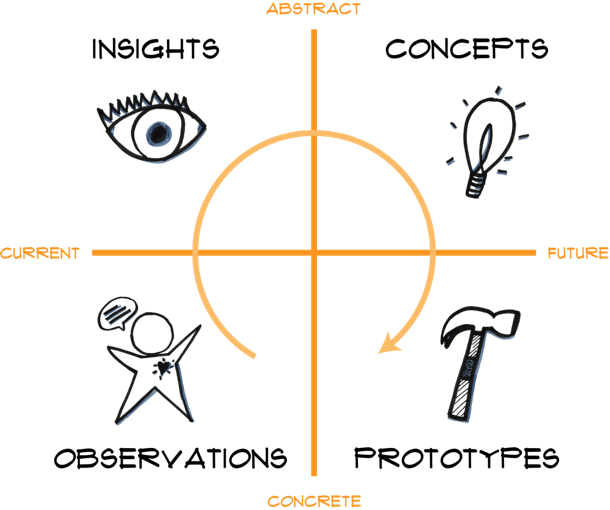 ABSTRACT
INSIGHTS
CONCEPTS
CURRENT
FUTURE
OBSERVATIONS
PROTOTYPES
CONCRETE